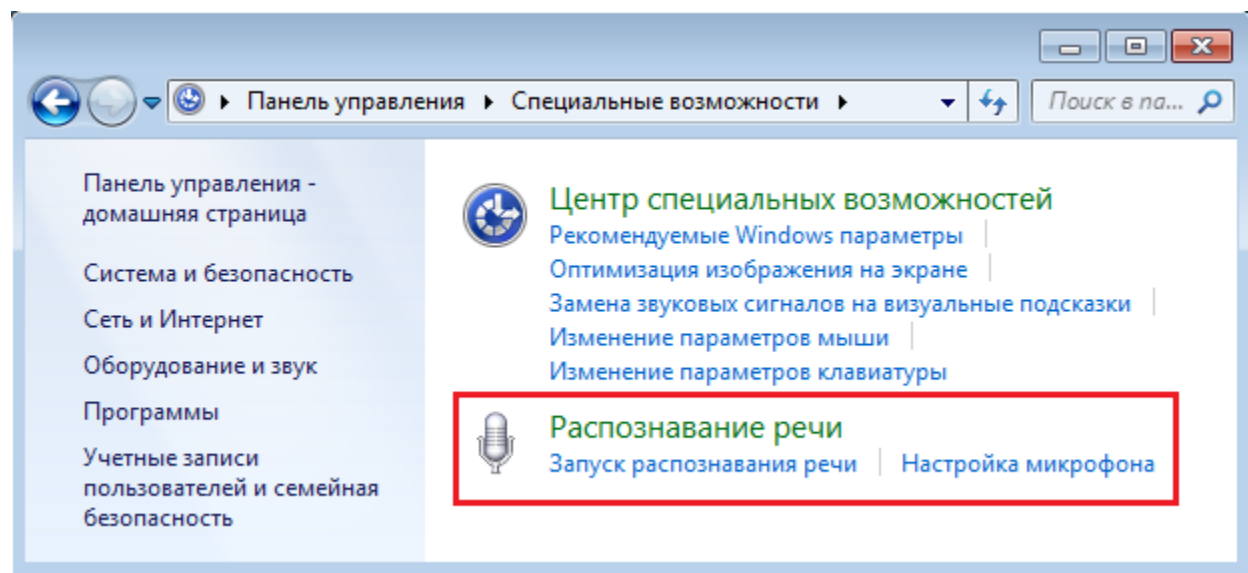 Панель управления ▸ Специальные возможности ▸
Поиск в па...
Панель управления -
домашняя страница
Система и безопасность
Сеть и Интернет
Оборудование и звук
Программы
Учетные записи
пользователей и семейная
безопасность
Центр специальных возможностей
Рекомендуемые Windows параметры
Оптимизация изображения на экране
Замена звуковых сигналов на визуальные подсказки
Изменение параметров мыши
Изменение параметров клавиатуры
Распознавание речи
Запуск распознавания речи | Настройка микрофона